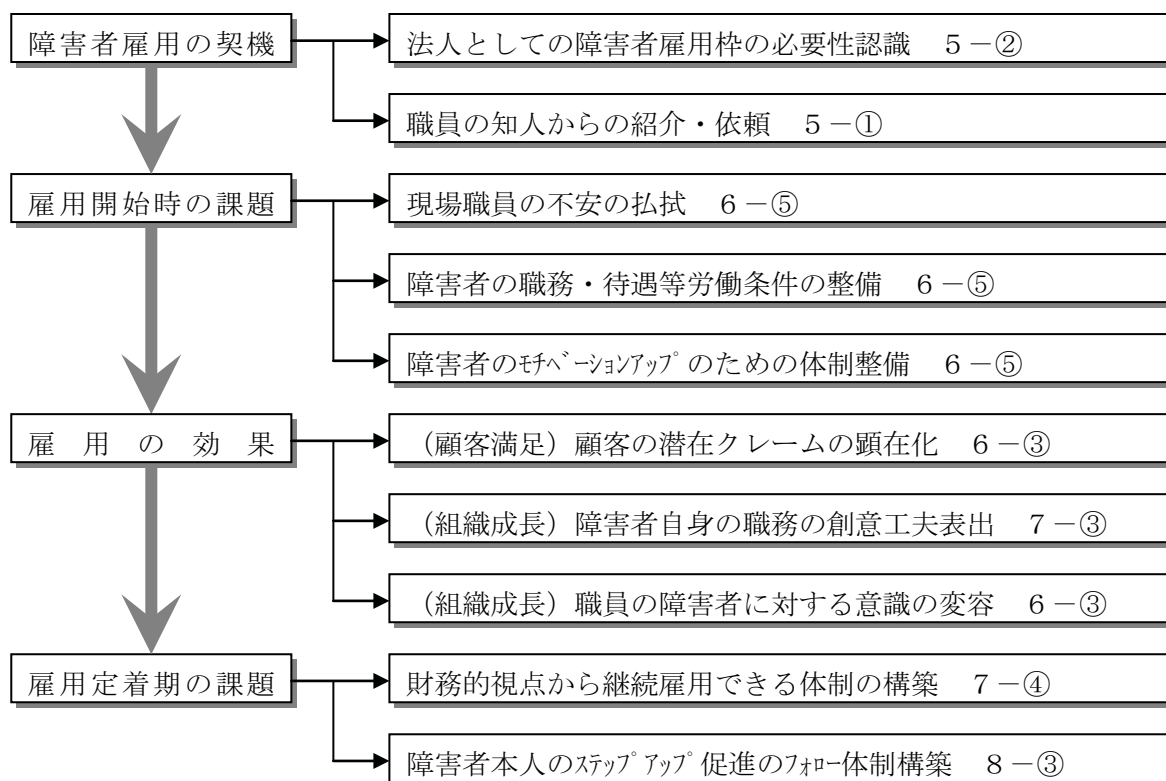 障害者雇用の契機
法人としての障害者雇用枠の必要性認識　５－②
職員の知人からの紹介・依頼　５－①
雇用開始時の課題
現場職員の不安の払拭　６－⑤
障害者の職務・待遇等労働条件の整備　６－⑤
障害者のﾓﾁﾍﾞｰｼｮﾝｱｯﾌﾟのための体制整備　６－⑤
雇　用　の　効　果
（顧客満足）顧客の潜在クレームの顕在化　６－③
（組織成長）障害者自身の職務の創意工夫表出　７－③
（組織成長）職員の障害者に対する意識の変容　６－③
雇用定着期の課題
財務的視点から継続雇用できる体制の構築　７－④
障害者本人のｽﾃｯﾌﾟｱｯﾌﾟ促進のﾌｫﾛｰ体制構築　８－③